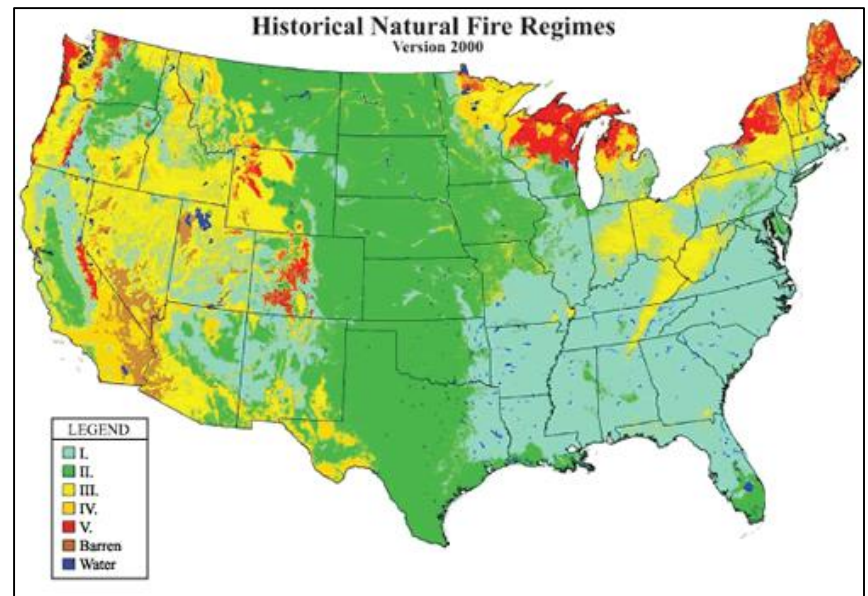 Historical Natural Fire Regimes
Version 2000
LEGEND
I.
II.
III.
IV.
V.
Barren
Water